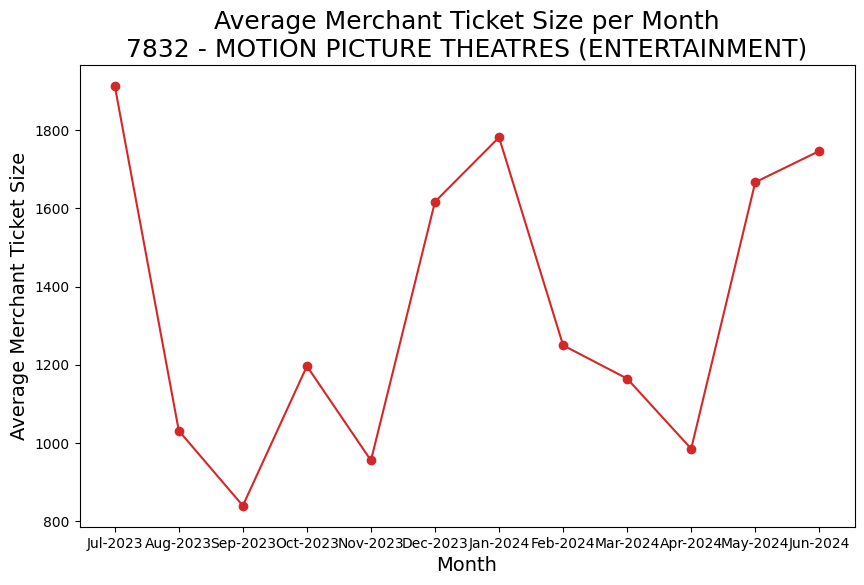 Average Merchant Ticket Size per Month
7832 - MOTION PICTURE THEATRES (ENTERTAINMENT)
Average Merchant Ticket Size
1800
1600
1400
1200
1000
800
Jul-2023 Aug-2023 Sep-2023 Oct-2023 Nov-2023 Dec-2023 Jan-2024 Feb-2024 Mar-2024 Apr-2024 May-2024 Jun-2024
Month